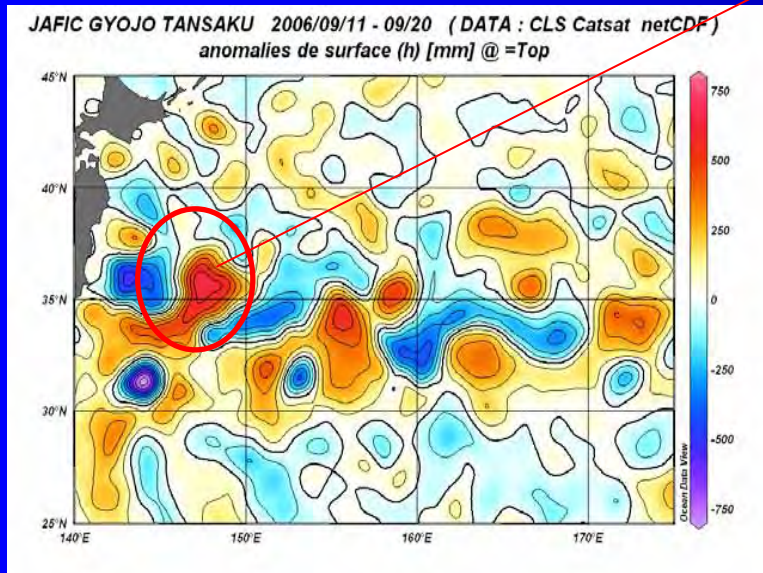 JAFIC GYOJO TANSAKU 2006/09/11 - 09/20 ( DATA : CLS Catsat netCDF )
anomalies de surface (h) [mm] @ =Top
45°N
40°N
35°N
30°N
25°N
140°E
150°E
160°E
170°E
750
500
250
0
-250
-500
-750
Ocean Data View